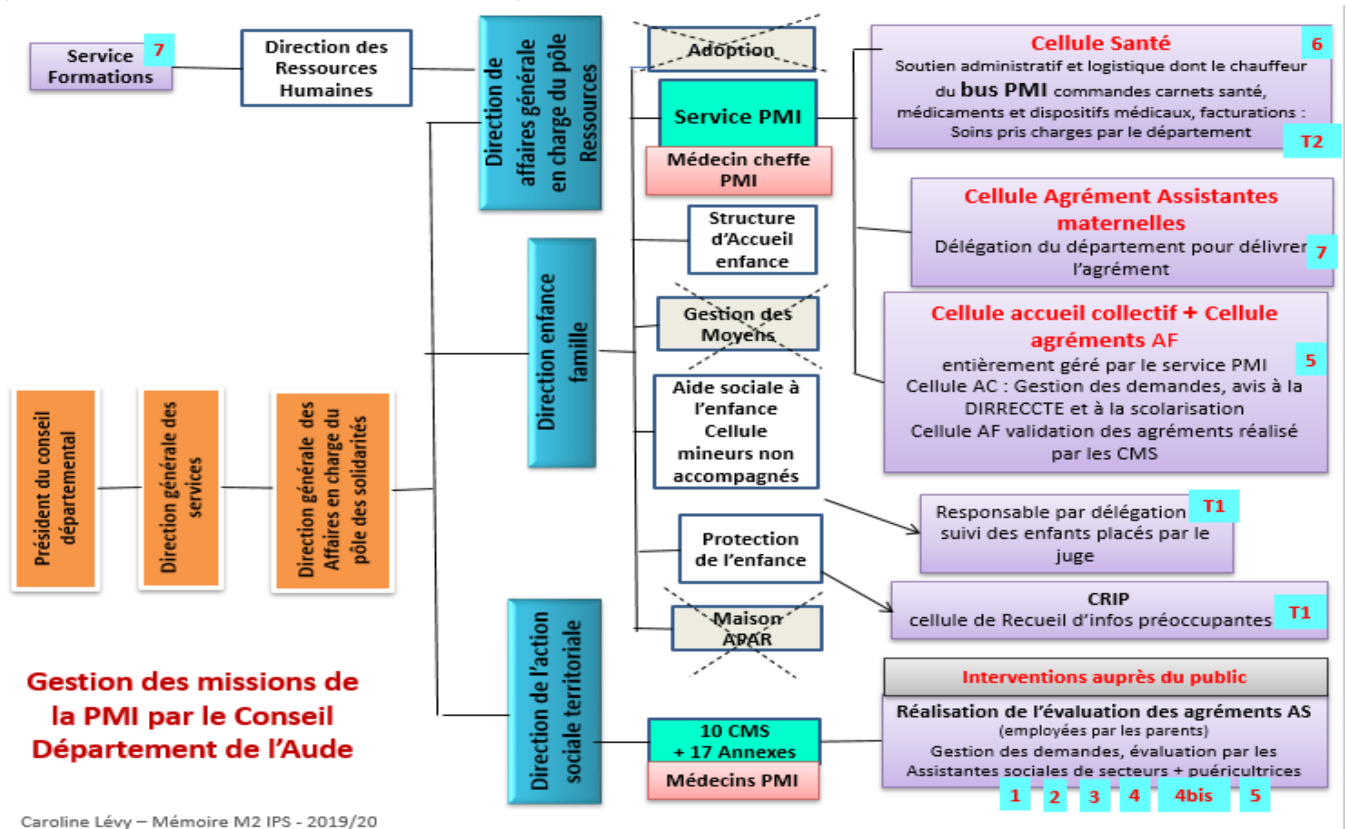 Service
Formations
7
Direction des
Ressources
Humaines
Direction de
affaires générale
en charge du pôle
Ressources
Adoption
Service PMI
Médecin cheffe
PMI
Structure
d'Accueil
enfance
Gestion des
Moyens
Aide sociale à
l'enfance
Cellule
mineurs non
accompagnés
Protection
de l'enfance
Maison
APAR
Cellule Santé
6
Soutien administratif et logistique dont le chauffeur
du bus PMI commandes carnets santé,
médicaments et dispositifs médicaux, facturations :
Soins pris charges par le département
T2
Cellule Agrément Assistantes
maternelles
Délégation du département pour délivrer
l'agrément
7
Cellule accueil collectif + Cellule
agréments AF
entièrement géré par le service PMI
5
Cellule AC : Gestion des demandes, avis à la
DIRRECCTE et à la scolarisation
Cellule AF validation des agréments réalisé
par les CMS
Responsable par délégation
T1
suivi des enfants placés par le
juge
CRIP
cellule de Recueil d'infos préoccupantes
T1
Direction enfance
famille
Président du conseil
départemental
Direction générale des
services
Direction générale des
Affaires en charge du
pôle des solidarités
Direction de l'action
sociale territoriale
10 CMS
+ 17 Annexes
Médecins PMI
Interventions auprès du public
Réalisation de l'évaluation des agréments AS
(employées par les parents)
Gestion des demandes, évaluation par les
Assistantes sociales de secteurs + puéricultrices
1 2 3 4 4bis 5
Gestion des missions de
la PMI par le Conseil
Département de l'Aude
Caroline Lévy – Mémoire M2 IPS - 2019/20